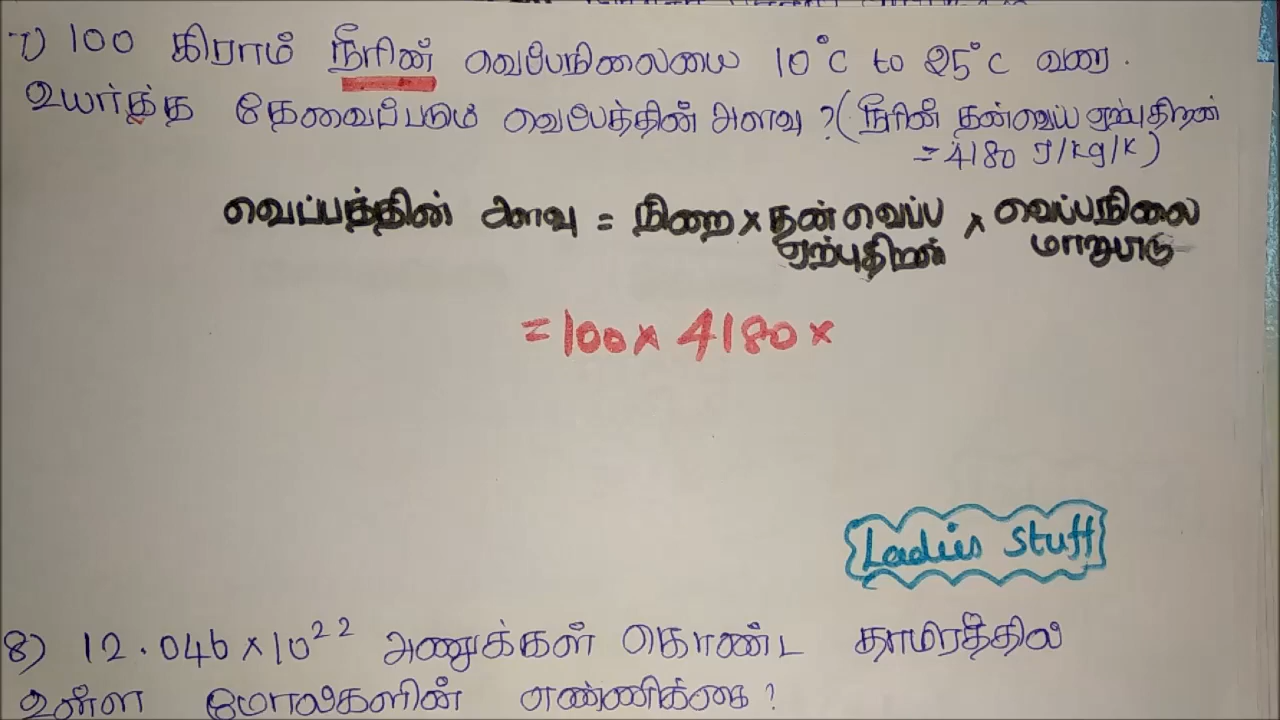 7) 100 கிராம் நீரின் வெப்பநிலையை 10°C to 25°C வரை.
உயர்த்த தேவைப்படும் வெப்பத்தின் அளவு ? ( நீரின் தன்வெப்ப ஏற்புதிறன்
= 4180 J/kg/k )
வெப்பத்தின் அளவு = நிறை × தன் வெப்ப × வெப்பநிலை
ஏற்புதிறன் மாறுபாடு
= 100 × 4180 ×
Ladies Stuff
8) 12.046 × 10²² அணுக்கள் கொண்ட தாமிரத்தில்
உள்ள மோல்களின் எண்ணிக்கை ?